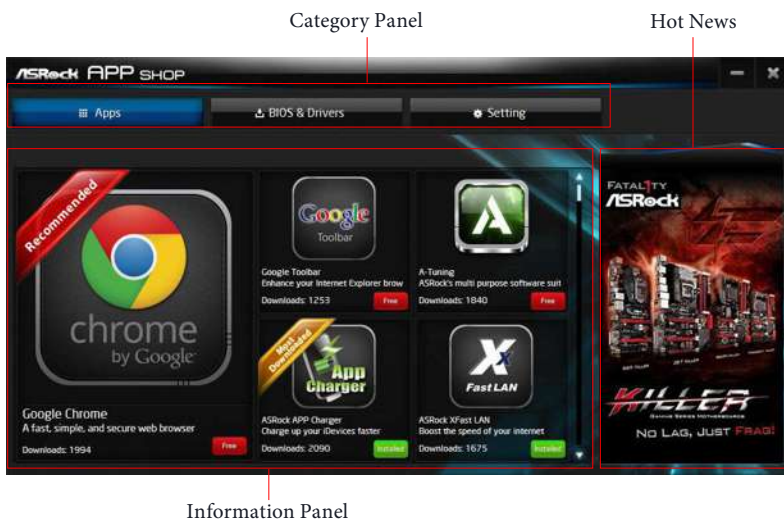 Category Panel
Hot News
ASRock APP SHOP
Apps
BIOS & Drivers
Setting
Recommended
chrome
by Google
Google Chrome
A fast, simple, and secure web browser
Downloads: 1994
Free
Google
Toolbar
Google Toolbar
Enhance your Internet Explorer brow
Downloads: 1253
Free
A-Tuning
ASRock's multi purpose software suit
Downloads: 1840
Free
Most
Downloaded
App
Charger
ASRock APP Charger
Charge up your iDevices faster
Downloads: 2090
Installed
X
Fast LAN
ASRock XFast LAN
Boost the speed of your internet
Downloads: 1675
Installed
FATAL1TY
ASRock
KILLER
GAMING SERIES MOTHERBOARDS
NO LAG, JUST FRAG!
Information Panel